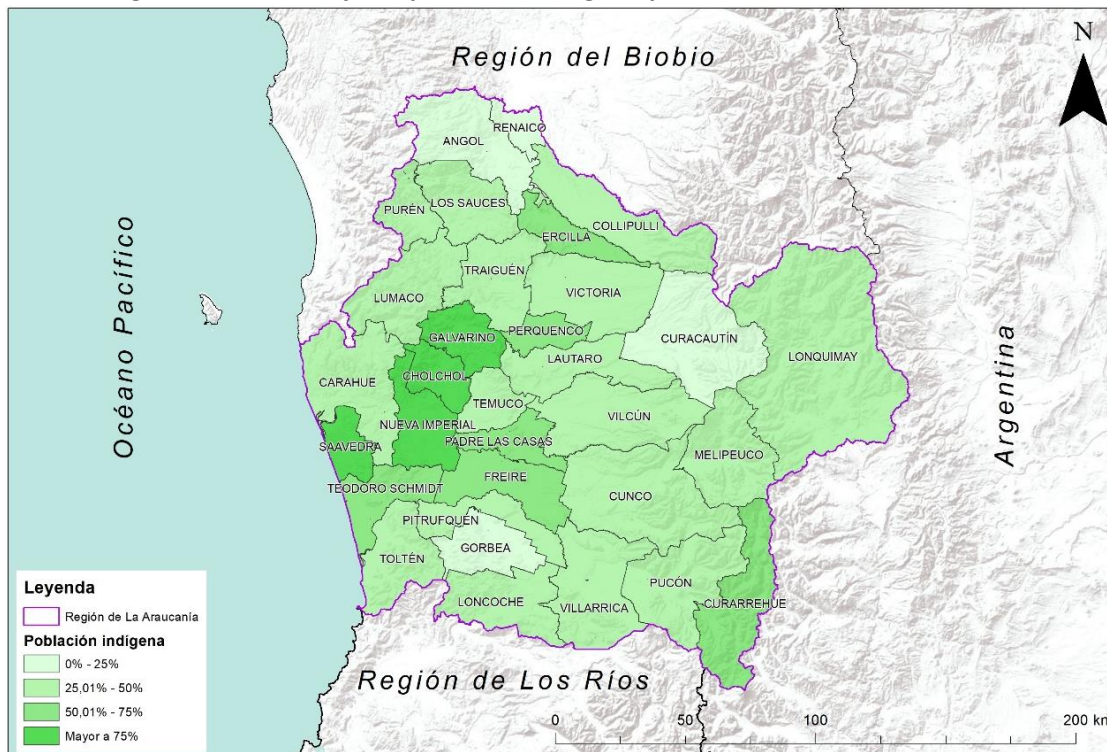 Región del Biobio
N
RENAICO
ANGOL
PURÉN
LOS SAUCES
COLLIPULLI
ERCILLA
TRAIGUÉN
VICTORIA
LUMACO
GALVARINO
PERQUENCO
CURACAUTÍN
LONQUIMAY
LAUTARO
CARAHUE
CHOLCHOL
TEMUCO
VILCÚN
NUEVA IMPERIAL
SAAVEDRA
PADRE LAS CASAS
MELIPEUCO
FREIRE
TEODORO SCHMIDT
CUNCO
PITRUFQUÉN
GORBEA
TOLTÉN
PUCÓN
LONCOCHE
VILLARRICA
CURARREHUE
Océano Pacífico
Argentina
Región de Los Ríos
Leyenda
Región de La Araucanía
Población indígena
0% - 25%
25,01% - 50%
50,01% - 75%
Mayor a 75%
0 50 100 200 km